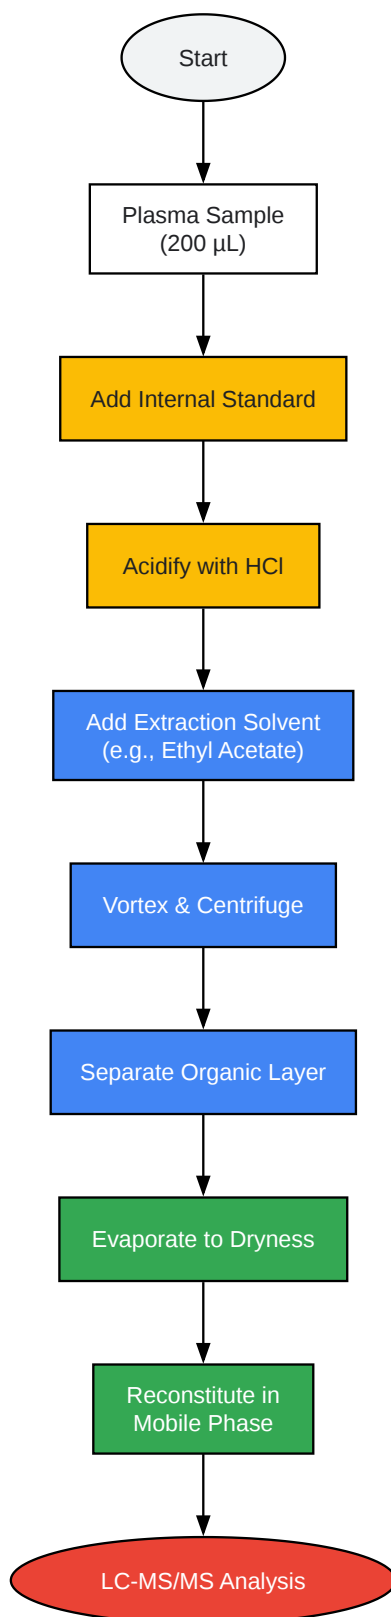 Start
Plasma Sample
(200 µL)
Add Internal Standard
Acidify with HCl
Add Extraction Solvent
(e.g., Ethyl Acetate)
Vortex & Centrifuge
Separate Organic Layer
Evaporate to Dryness
Reconstitute in
Mobile Phase
LC-MS/MS Analysis